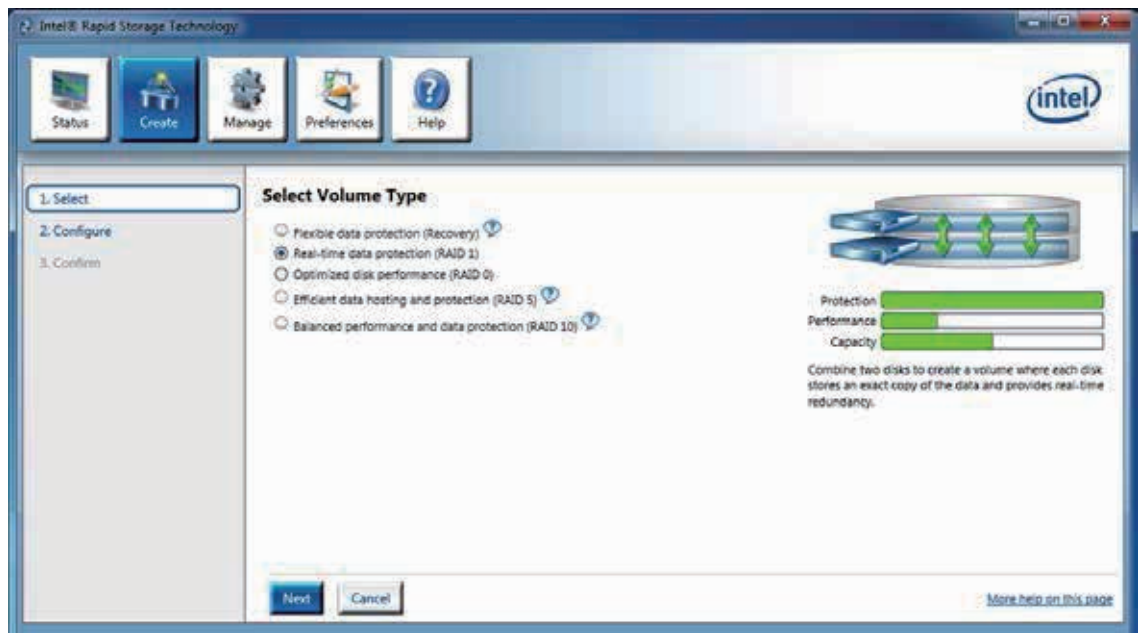 Intel® Rapid Storage Technology
Status
Create
Manage
Preferences
Help
intel
1. Select
2. Configure
3. Confirm
Select Volume Type
Flexible data protection (Recovery)
Real-time data protection (RAID 1)
Optimized disk performance (RAID 0)
Efficient data hosting and protection (RAID 5)
Balanced performance and data protection (RAID 10)
Protection
Performance
Capacity
Combine two disks to create a volume where each disk
stores an exact copy of the data and provides real-time
redundancy.
Next
Cancel
More help on this page